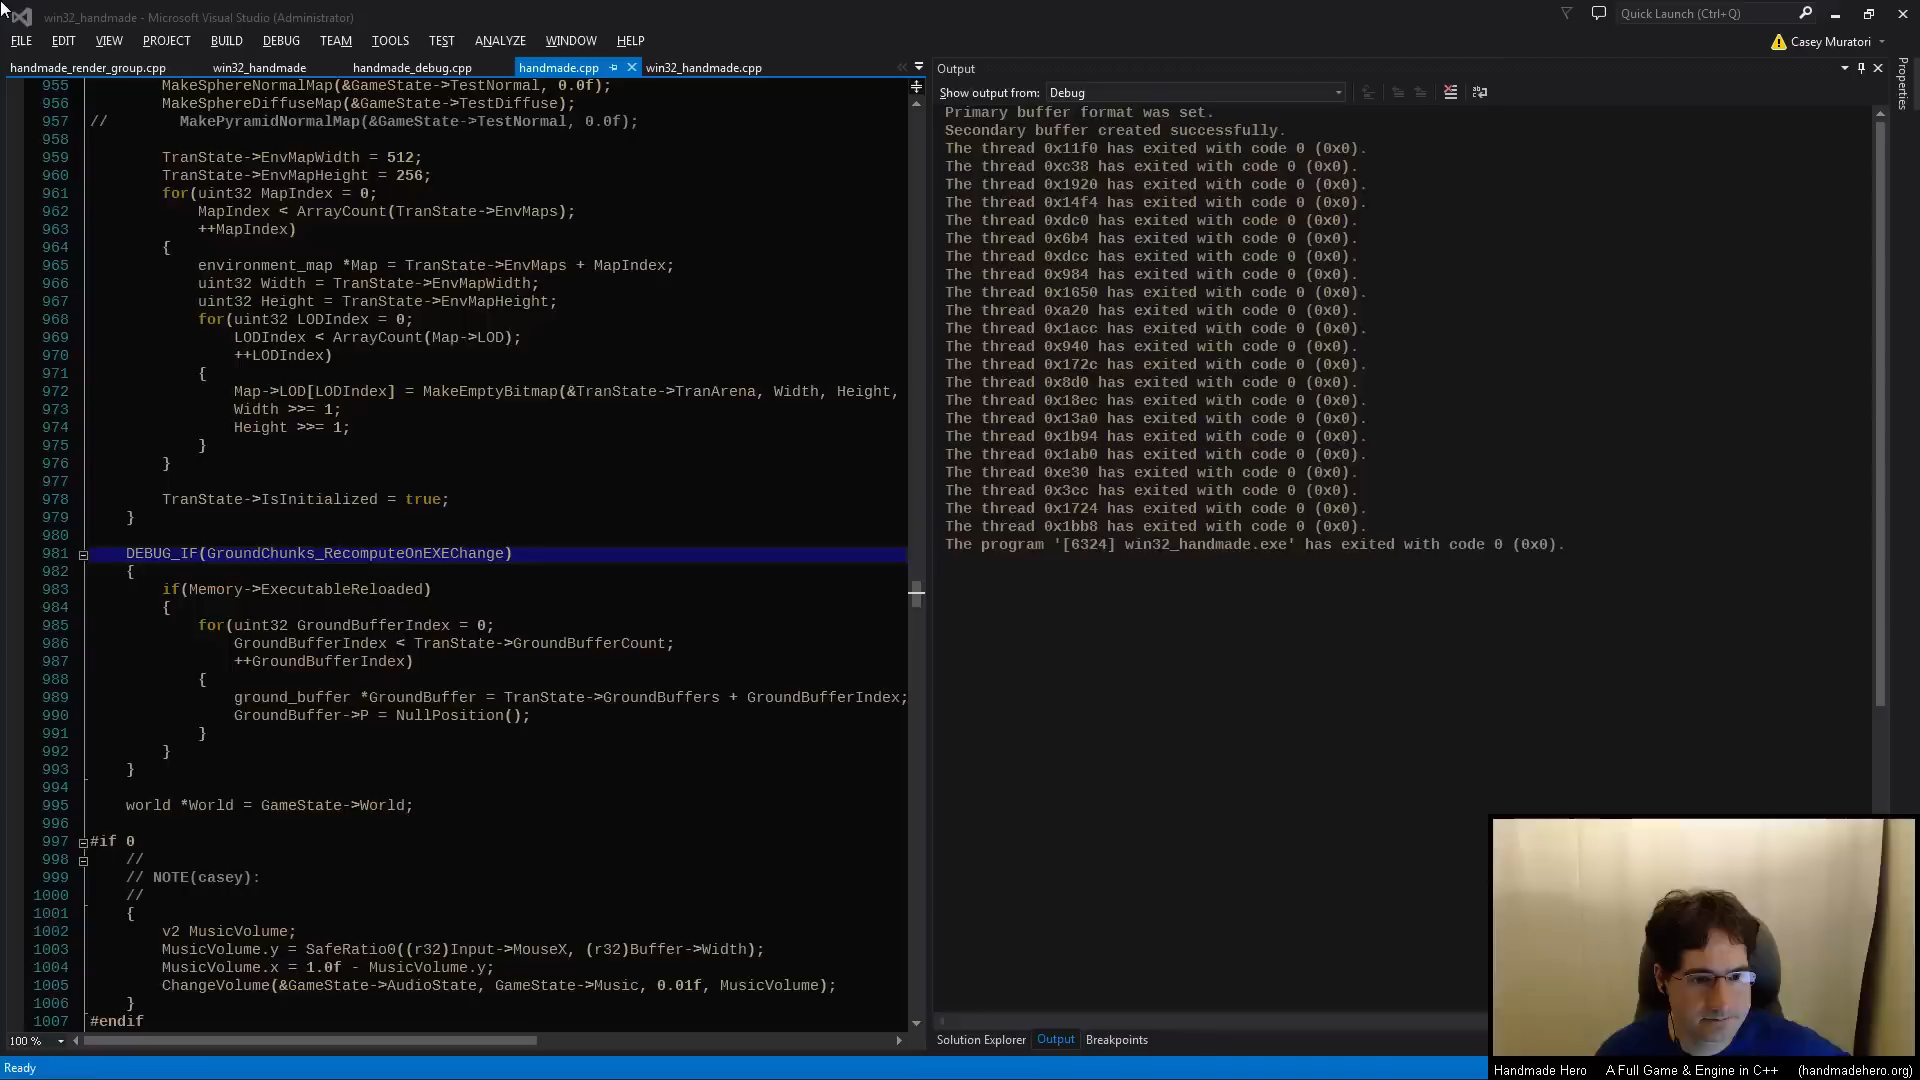 win32_handmade - Microsoft Visual Studio (Administrator)
Quick Launch (Ctrl+Q)
FILE EDIT VIEW PROJECT BUILD DEBUG TEAM TOOLS TEST ANALYZE WINDOW HELP
Casey Muratori
handmade_render_group.cpp win32_handmade handmade_debug.cpp handmade.cpp win32_handmade.cpp
955 MakeSphereNormalMap(&GameState->TestNormal, 0.0f);
956 MakeSphereDiffuseMap(&GameState->TestDiffuse);
957 // MakePyramidNormalMap(&GameState->TestNormal, 0.0f);
958
959 TranState->EnvMapWidth = 512;
960 TranState->EnvMapHeight = 256;
961 for(uint32 MapIndex = 0;
962 MapIndex < ArrayCount(TranState->EnvMaps);
963 ++MapIndex)
964 {
965 environment_map *Map = TranState->EnvMaps + MapIndex;
966 uint32 Width = TranState->EnvMapWidth;
967 uint32 Height = TranState->EnvMapHeight;
968 for(uint32 LODIndex = 0;
969 LODIndex < ArrayCount(Map->LOD);
970 ++LODIndex)
971 {
972 Map->LOD[LODIndex] = MakeEmptyBitmap(&TranState->TranArena, Width, Height,
973 Width >>= 1;
974 Height >>= 1;
975 }
976 }
977
978 TranState->IsInitialized = true;
979 }
980
981 DEBUG_IF(GroundChunks_RecomputeOnEXEChange)
982 {
983 if(Memory->ExecutableReloaded)
984 {
985 for(uint32 GroundBufferIndex = 0;
986 GroundBufferIndex < TranState->GroundBufferCount;
987 ++GroundBufferIndex)
988 {
989 ground_buffer *GroundBuffer = TranState->GroundBuffers + GroundBufferIndex;
990 GroundBuffer->P = NullPosition();
991 }
992 }
993 }
994
995 world *World = GameState->World;
996
997 #if 0
998 //
999 // NOTE(casey):
1000 //
1001 {
1002 v2 MusicVolume;
1003 MusicVolume.y = SafeRatio0((r32)Input->MouseX, (r32)Buffer->Width);
1004 MusicVolume.x = 1.0f - MusicVolume.y;
1005 ChangeVolume(&GameState->AudioState, GameState->Music, 0.01f, MusicVolume);
1006 }
1007 #endif
100 %
Ready
Output
Show output from: Debug
Primary buffer format was set.
Secondary buffer created successfully.
The thread 0x11f0 has exited with code 0 (0x0).
The thread 0xc38 has exited with code 0 (0x0).
The thread 0x1920 has exited with code 0 (0x0).
The thread 0x14f4 has exited with code 0 (0x0).
The thread 0xdc0 has exited with code 0 (0x0).
The thread 0x6b4 has exited with code 0 (0x0).
The thread 0xdcc has exited with code 0 (0x0).
The thread 0x984 has exited with code 0 (0x0).
The thread 0x1650 has exited with code 0 (0x0).
The thread 0xa20 has exited with code 0 (0x0).
The thread 0x1acc has exited with code 0 (0x0).
The thread 0x940 has exited with code 0 (0x0).
The thread 0x172c has exited with code 0 (0x0).
The thread 0x8d0 has exited with code 0 (0x0).
The thread 0x18ec has exited with code 0 (0x0).
The thread 0x13a0 has exited with code 0 (0x0).
The thread 0x1b94 has exited with code 0 (0x0).
The thread 0x1ab0 has exited with code 0 (0x0).
The thread 0xe30 has exited with code 0 (0x0).
The thread 0x3cc has exited with code 0 (0x0).
The thread 0x1724 has exited with code 0 (0x0).
The thread 0x1bb8 has exited with code 0 (0x0).
The program '[6324] win32_handmade.exe' has exited with code 0 (0x0).
Solution Explorer Output Breakpoints
Properties
Handmade Hero A Full Game & Engine in C++ (handmadehero.org)